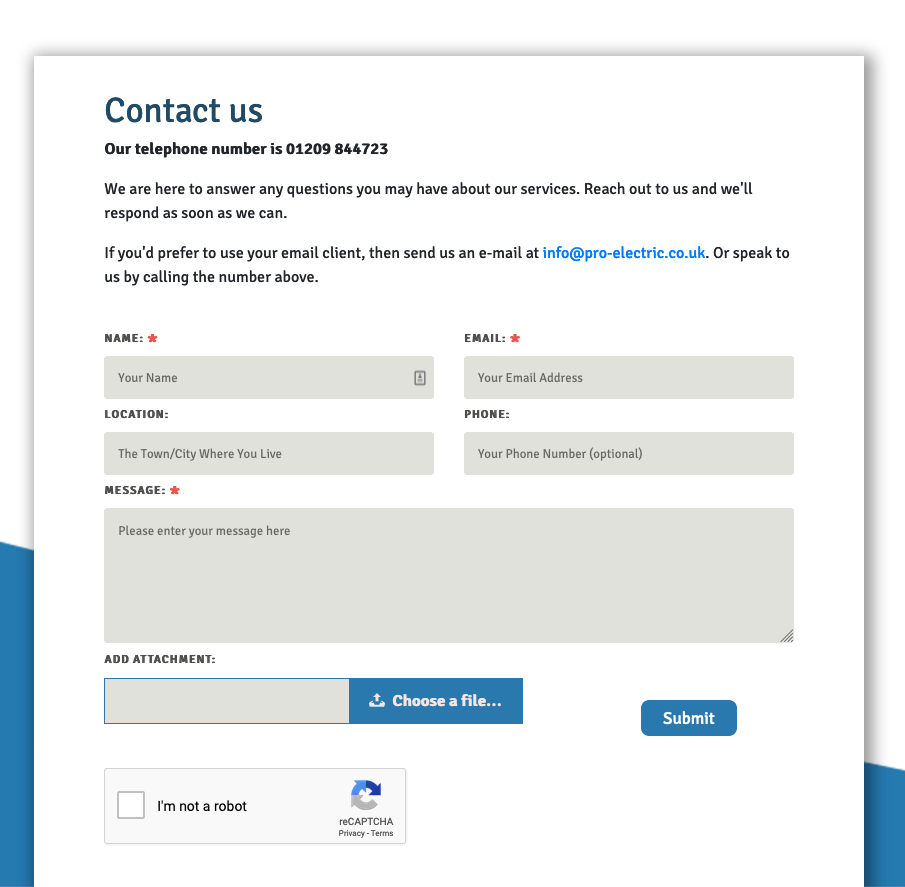 Contact us
Our telephone number is 01209 844723
We are here to answer any questions you may have about our services. Reach out to us and we'll
respond as soon as we can.
If you'd prefer to use your email client, then send us an e-mail at info@pro-electric.co.uk. Or speak to
us by calling the number above.
NAME: *
EMAIL: *
Your Name
Your Email Address
LOCATION:
PHONE:
The Town/City Where You Live
Your Phone Number (optional)
MESSAGE: *
Please enter your message here
ADD ATTACHMENT:
Choose a file...
Submit
I'm not a robot
reCAPTCHA
Privacy - Terms